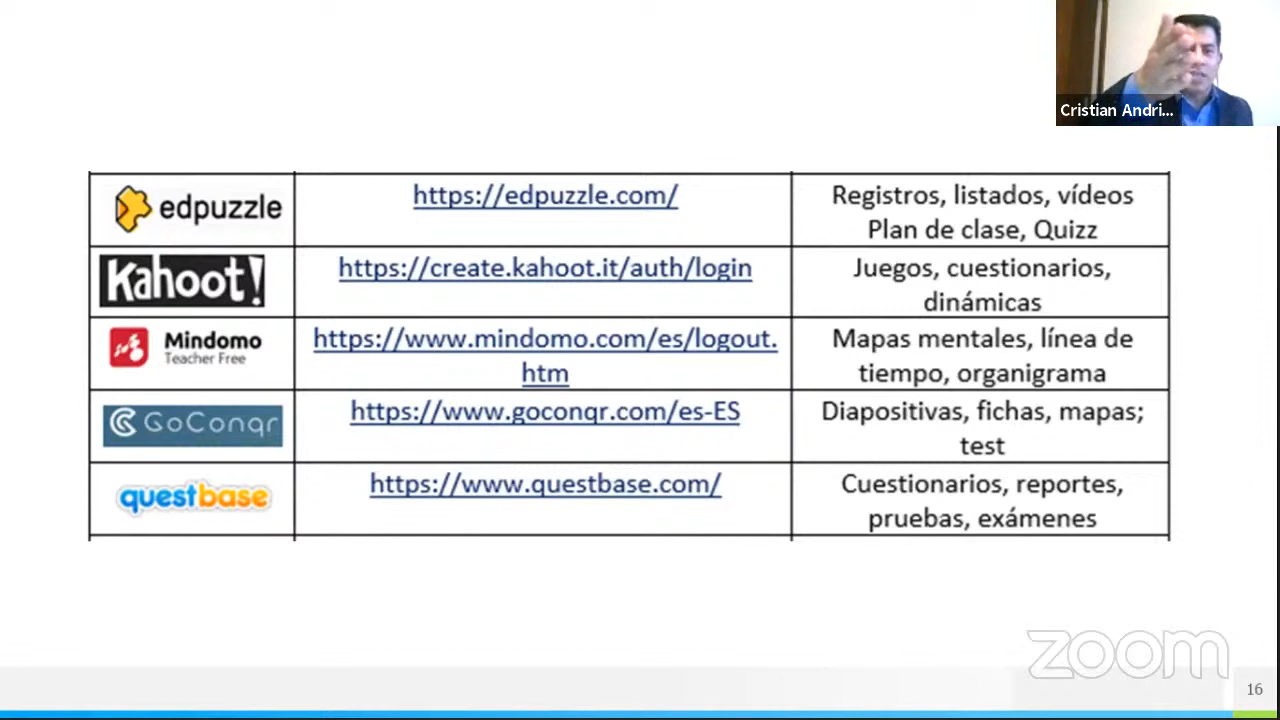 Cristian Andri...
edpuzzle
https://edpuzzle.com/
Registros, listados, vídeos
Plan de clase, Quizz
Kahoot!
https://create.kahoot.it/auth/login
Juegos, cuestionarios,
dinámicas
Mindomo
Teacher Free
https://www.mindomo.com/es/logout.
htm
Mapas mentales, línea de
tiempo, organigrama
GoConqr
https://www.goconqr.com/es-ES
Diapositivas, fichas, mapas;
test
questbase
https://www.questbase.com/
Cuestionarios, reportes,
pruebas, exámenes
zoom
16